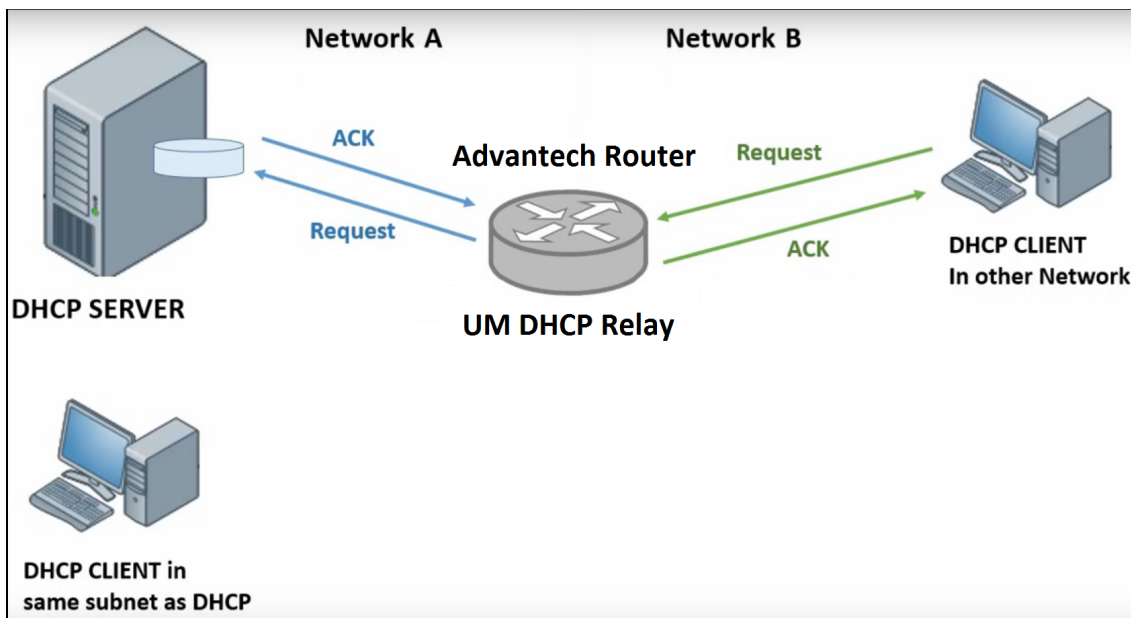 Network A
Network B
ACK
Advantech Router
Request
Request
ACK
DHCP CLIENT
In other Network
DHCP SERVER
UM DHCP Relay
DHCP CLIENT in
same subnet as DHCP